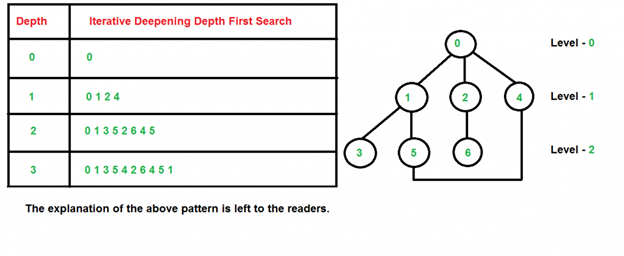 Depth Iterative Deepening Depth First Search
0 0
1 0 1 2 4
2 0 1 3 5 2 6 4 5
3 0 1 3 5 4 2 6 4 5 1
0 Level - 0
1 2 4 Level - 1
3 5 6 Level - 2
The explanation of the above pattern is left to the readers.